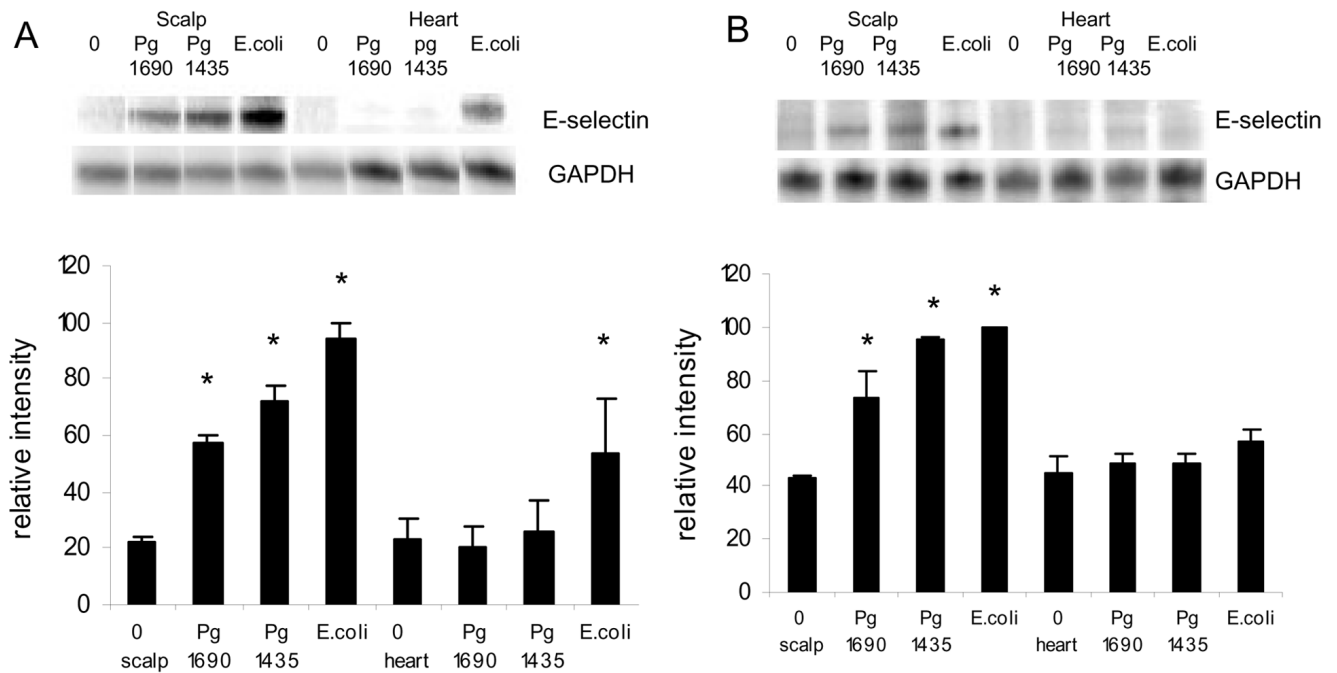 A
Scalp
Heart
0 Pg Pg E.coli 0 Pg pg E.coli
1690 1435 1690 1435
E-selectin
GAPDH
120
100
80
60
40
20
0
relative intensity
* * * *
0 Pg Pg E.coli 0 Pg Pg E.coli
scalp 1690 1435 heart 1690 1435
B
Scalp
Heart
0 Pg Pg E.coli 0 Pg Pg E.coli
1690 1435 1690 1435
E-selectin
GAPDH
120
100
80
60
40
20
0
relative intensity
* * *
0 Pg Pg E.coli 0 Pg Pg E.coli
scalp 1690 1435 heart 1690 1435